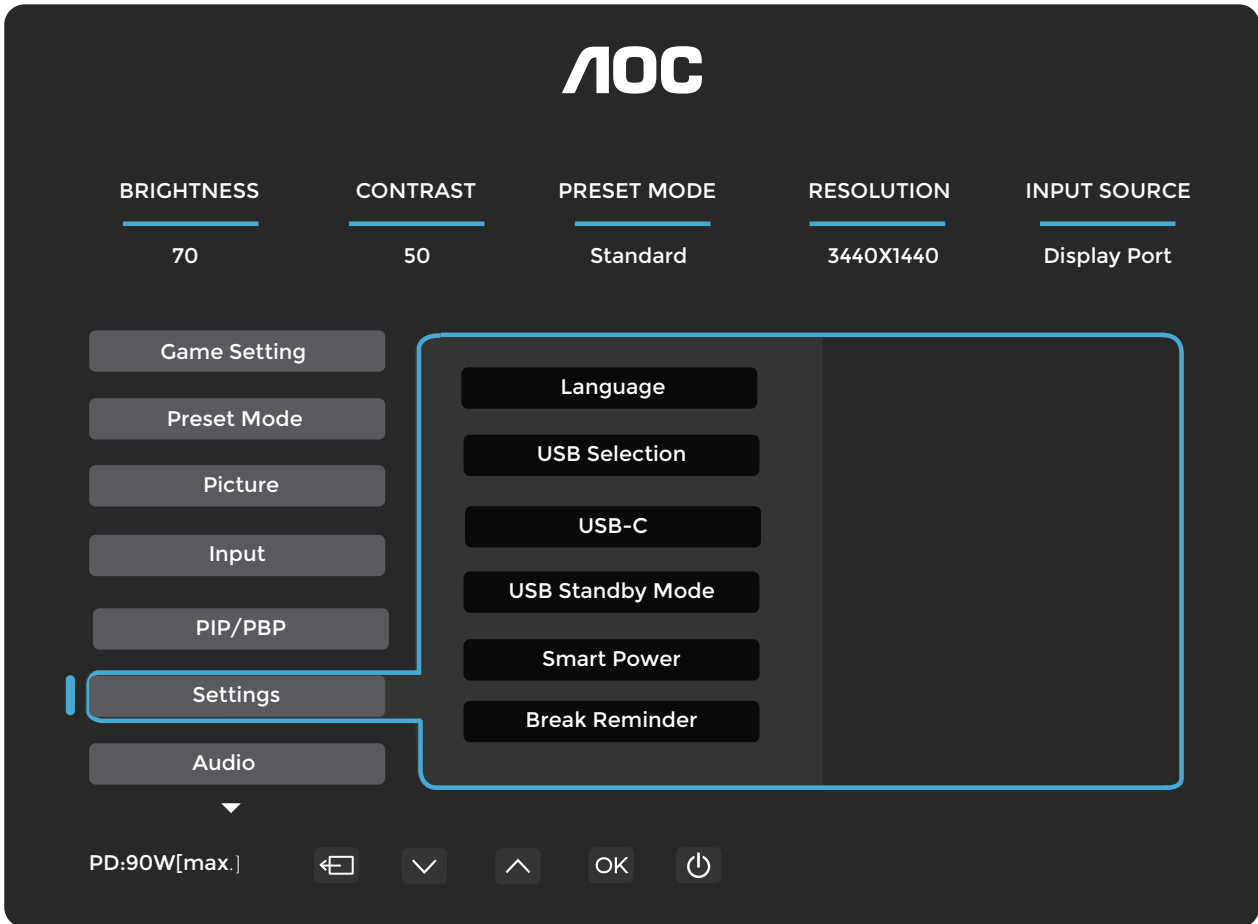 AOC
BRIGHTNESS CONTRAST PRESET MODE RESOLUTION INPUT SOURCE
70 50 Standard 3440X1440 Display Port
Game Setting
Preset Mode
Picture
Input
PIP/PBP
Settings
Audio
Language
USB Selection
USB-C
USB Standby Mode
Smart Power
Break Reminder
PD:90W[max.] OK